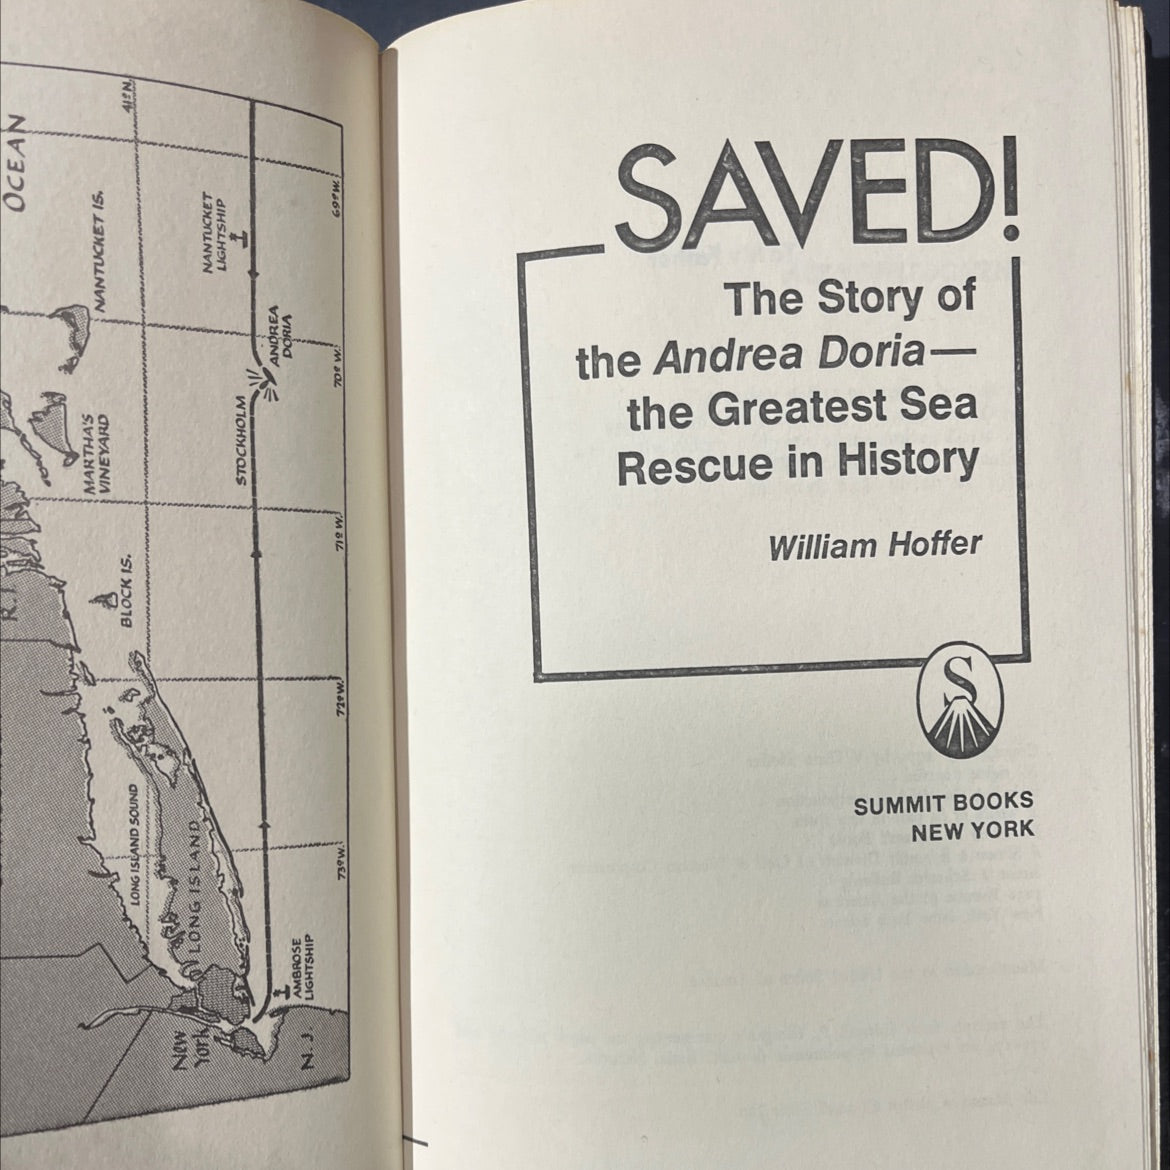 OCEAN
41°N.
NANTUCKET IS.
NANTUCKET
LIGHTSHIP
69°W.
ANDREA
DORIA
70°W.
STOCKHOLM
MARTHA'S
VINEYARD
71°W.
R.I.
BLOCK IS.
72°W.
LONG ISLAND SOUND
LONG ISLAND
73°W.
AMBROSE
LIGHTSHIP
New
York
N.J.
SAVED!
The Story of
the Andrea Doria—
the Greatest Sea
Rescue in History
William Hoffer
S
SUMMIT BOOKS
NEW YORK